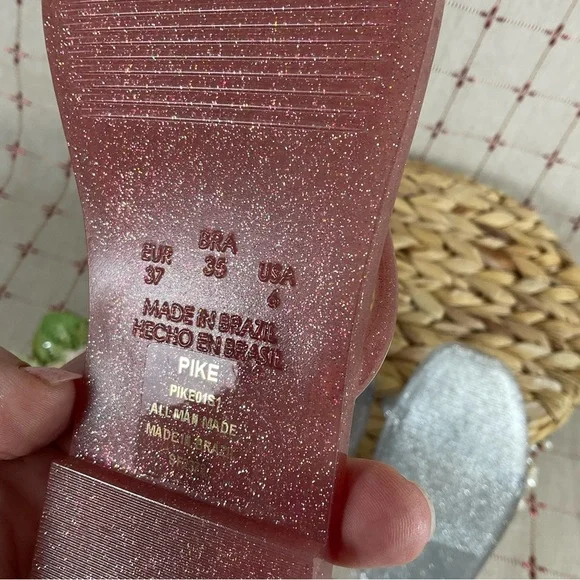 EUR BRA USA
37 35 6
MADE IN BRAZIL
HECHO EN BRASIL
PIKE
PIKE01S1
ALL MAN MADE
MADE IN BRAZIL